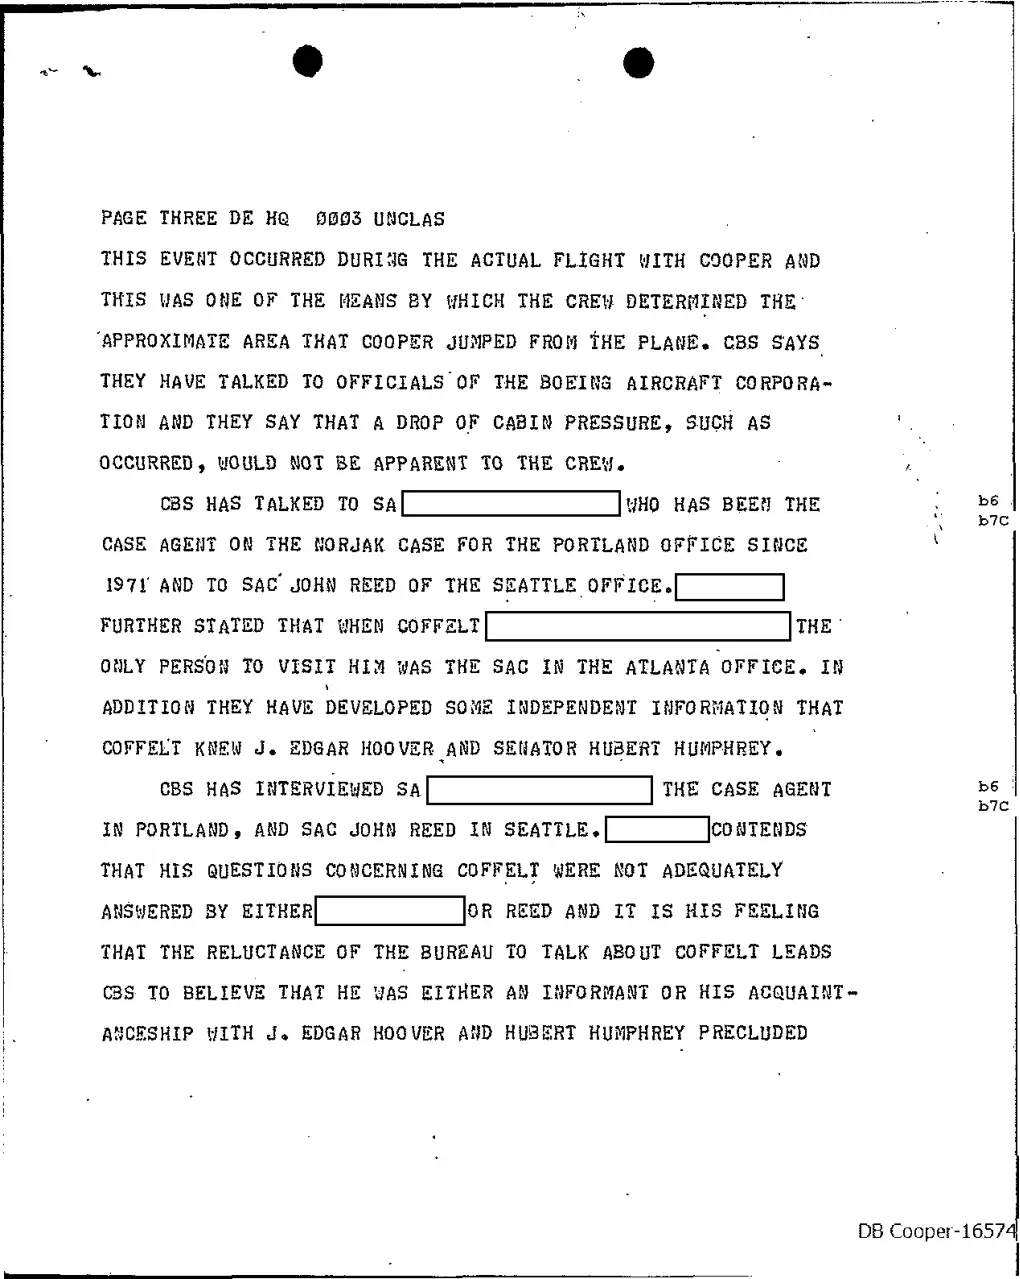 PAGE THREE DE HQ 0003 UNCLAS
THIS EVENT OCCURRED DURING THE ACTUAL FLIGHT WITH COOPER AND
THIS WAS ONE OF THE MEANS BY WHICH THE CREW DETERMINED THE
APPROXIMATE AREA THAT COOPER JUMPED FROM THE PLANE. CBS SAYS
THEY HAVE TALKED TO OFFICIALS OF THE BOEING AIRCRAFT CORPORA-
TION AND THEY SAY THAT A DROP OF CABIN PRESSURE, SUCH AS
OCCURRED, WOULD NOT BE APPARENT TO THE CREW.
CBS HAS TALKED TO SA WHO HAS BEEN THE
b6
b7C
CASE AGENT ON THE NORJAK CASE FOR THE PORTLAND OFFICE SINCE
1971 AND TO SAC JOHN REED OF THE SEATTLE OFFICE.
FURTHER STATED THAT WHEN COFFELT THE
ONLY PERSON TO VISIT HIM WAS THE SAC IN THE ATLANTA OFFICE. IN
ADDITION THEY HAVE DEVELOPED SOME INDEPENDENT INFORMATION THAT
COFFELT KNEW J. EDGAR HOOVER AND SENATOR HUBERT HUMPHREY.
CBS HAS INTERVIEWED SA THE CASE AGENT
b6
b7C
IN PORTLAND, AND SAC JOHN REED IN SEATTLE. CONTENDS
THAT HIS QUESTIONS CONCERNING COFFELT WERE NOT ADEQUATELY
ANSWERED BY EITHER OR REED AND IT IS HIS FEELING
THAT THE RELUCTANCE OF THE BUREAU TO TALK ABOUT COFFELT LEADS
CBS TO BELIEVE THAT HE WAS EITHER AN INFORMANT OR HIS ACQUAINT-
ANCESHIP WITH J. EDGAR HOOVER AND HUBERT HUMPHREY PRECLUDED
DB Cooper-16574